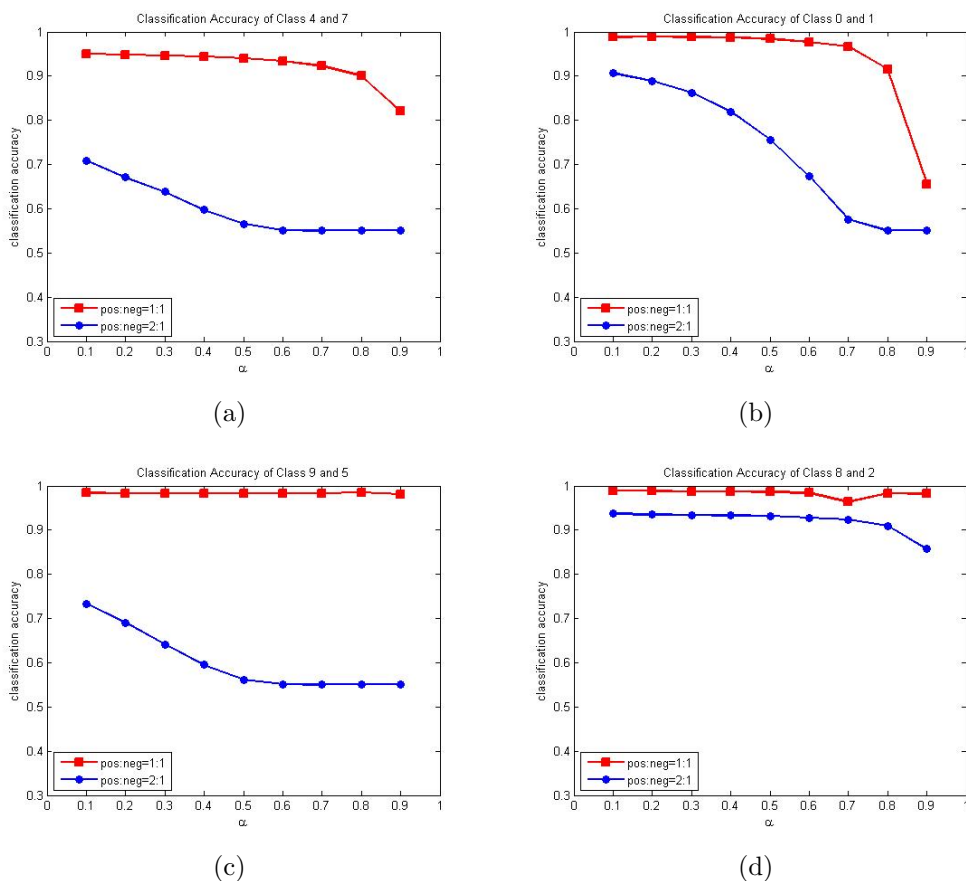 Classification Accuracy of Class 4 and 7
classification accuracy
1
0.9
0.8
0.7
0.6
0.5
0.4
0.3
pos:neg=1:1
pos:neg=2:1
0 0.1 0.2 0.3 0.4 0.5 0.6 0.7 0.8 0.9 1
α
(a)
Classification Accuracy of Class 0 and 1
classification accuracy
1
0.9
0.8
0.7
0.6
0.5
0.4
0.3
pos:neg=1:1
pos:neg=2:1
0 0.1 0.2 0.3 0.4 0.5 0.6 0.7 0.8 0.9 1
α
(b)
Classification Accuracy of Class 9 and 5
classification accuracy
1
0.9
0.8
0.7
0.6
0.5
0.4
0.3
pos:neg=1:1
pos:neg=2:1
0 0.1 0.2 0.3 0.4 0.5 0.6 0.7 0.8 0.9 1
α
(c)
Classification Accuracy of Class 8 and 2
classification accuracy
1
0.9
0.8
0.7
0.6
0.5
0.4
0.3
pos:neg=1:1
pos:neg=2:1
0 0.1 0.2 0.3 0.4 0.5 0.6 0.7 0.8 0.9 1
α
(d)